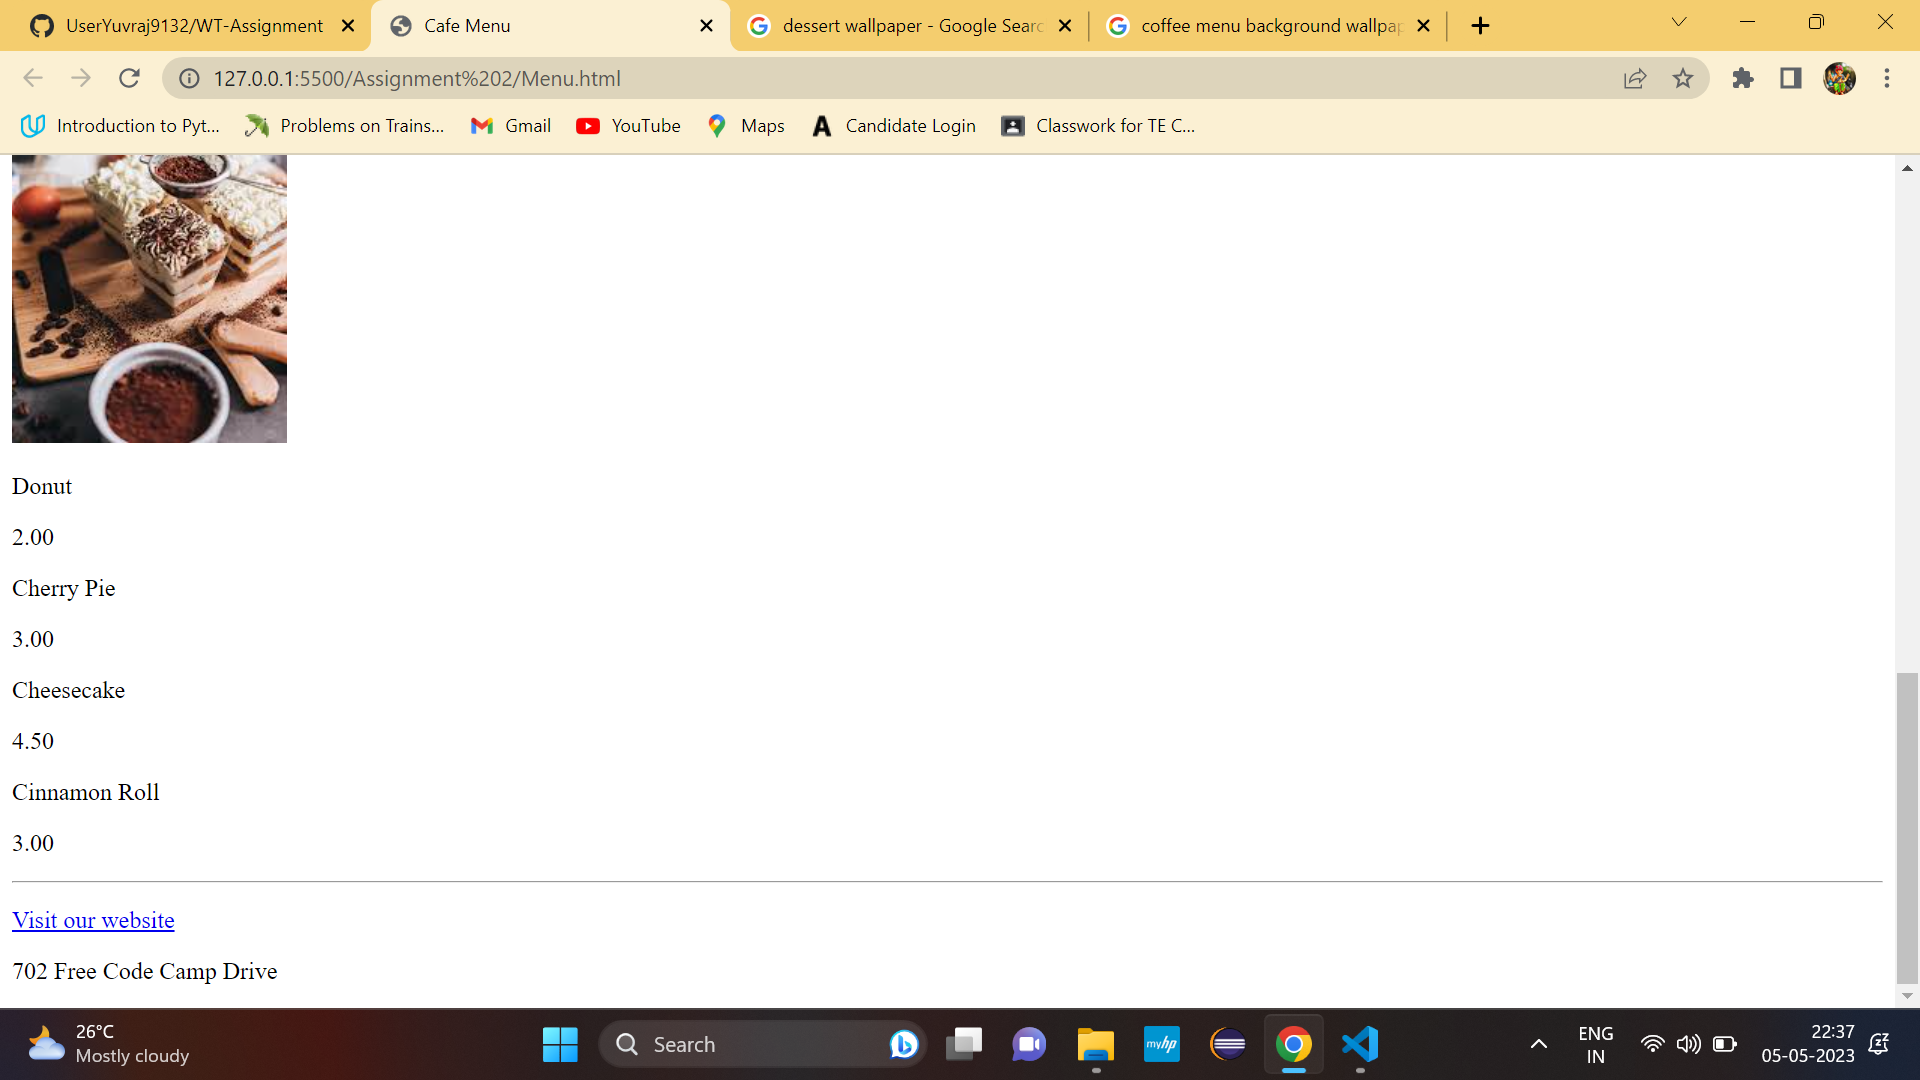 UserYuvraj9132/WT-Assignment
Cafe Menu
dessert wallpaper - Google Searc
coffee menu background wallpap
127.0.0.1:5500/Assignment%202/Menu.html
Introduction to Pyt...
Problems on Trains...
Gmail
YouTube
Maps
Candidate Login
Classwork for TE C...
Donut
2.00
Cherry Pie
3.00
Cheesecake
4.50
Cinnamon Roll
3.00
Visit our website
702 Free Code Camp Drive
26°C
Mostly cloudy
Search
myhp
ENG
IN
22:37
05-05-2023